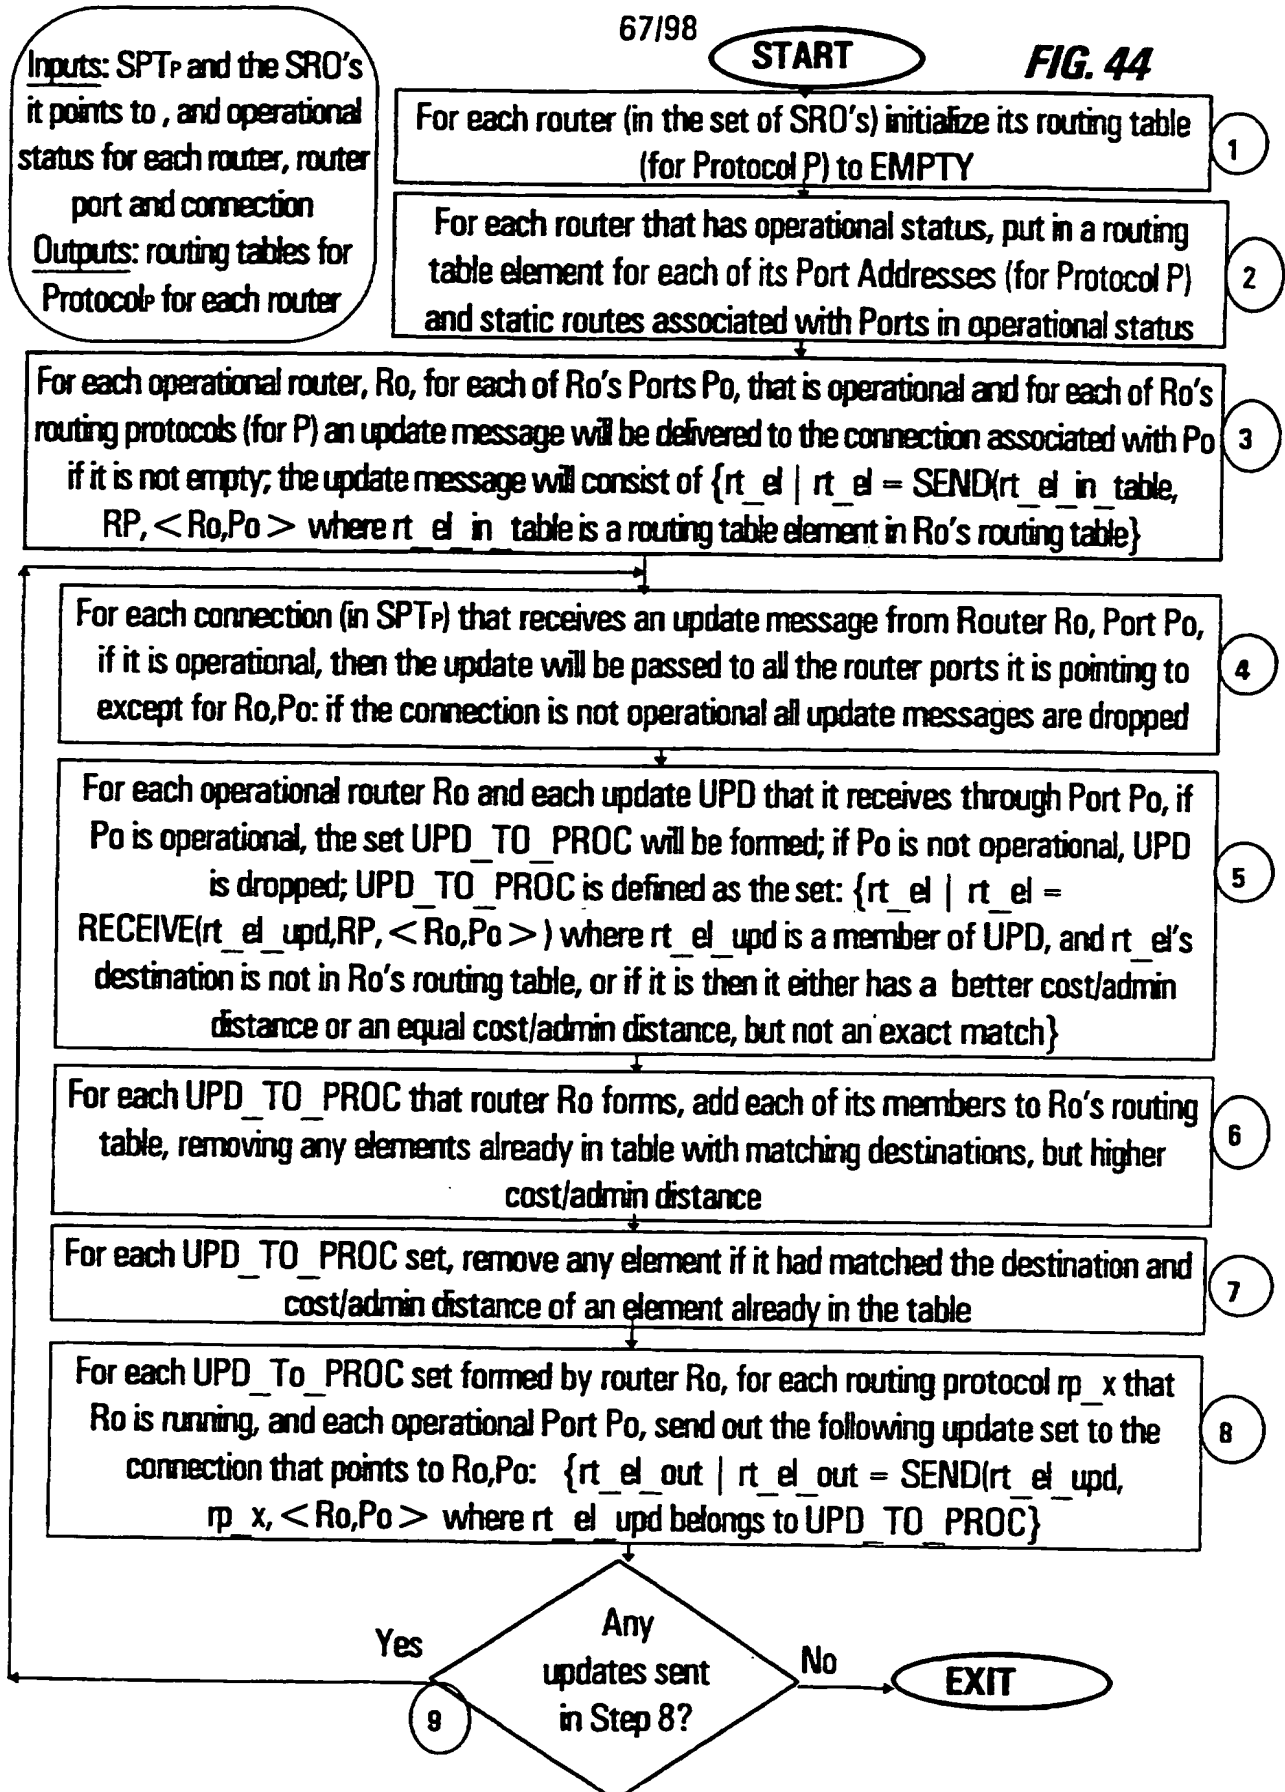 67/98
START
FIG. 44
Inputs: SPTP and the SRO's
it points to , and operational
status for each router, router
port and connection
Outputs: routing tables for
ProtocolP for each router
For each router (in the set of SRO's) initialize its routing table
(for Protocol P) to EMPTY
1
For each router that has operational status, put in a routing
table element for each of its Port Addresses (for Protocol P)
and static routes associated with Ports in operational status
2
For each operational router, Ro, for each of Ro's Ports Po, that is operational and for each of Ro's
routing protocols (for P) an update message will be delivered to the connection associated with Po
if it is not empty; the update message will consist of {rt_el | rt_el = SEND(rt_el_in_table,
RP, <Ro,Po> where rt_el_in_table is a routing table element in Ro's routing table}
3
For each connection (in SPTP) that receives an update message from Router Ro, Port Po,
if it is operational, then the update will be passed to all the router ports it is pointing to
except for Ro,Po: if the connection is not operational all update messages are dropped
4
For each operational router Ro and each update UPD that it receives through Port Po, if
Po is operational, the set UPD_TO_PROC will be formed; if Po is not operational, UPD
is dropped; UPD_TO_PROC is defined as the set: {rt_el | rt_el =
RECEIVE(rt_el_upd,RP, <Ro,Po>) where rt_el_upd is a member of UPD, and rt_el's
destination is not in Ro's routing table, or if it is then it either has a better cost/admin
distance or an equal cost/admin distance, but not an exact match}
5
For each UPD_TO_PROC that router Ro forms, add each of its members to Ro's routing
table, removing any elements already in table with matching destinations, but higher
cost/admin distance
6
For each UPD_TO_PROC set, remove any element if it had matched the destination and
cost/admin distance of an element already in the table
7
For each UPD_To_PROC set formed by router Ro, for each routing protocol rp_x that
Ro is running, and each operational Port Po, send out the following update set to the
connection that points to Ro,Po: {rt_el_out | rt_el_out = SEND(rt_el_upd,
rp_x, <Ro,Po> where rt_el_upd belongs to UPD_TO_PROC}
8
Any
updates sent
in Step 8?
Yes
No
EXIT
9